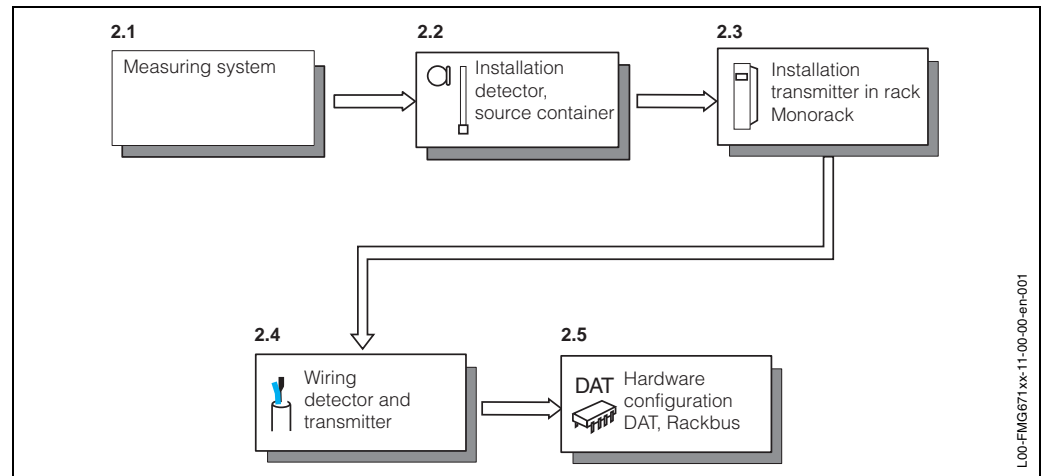 2.1
Measuring system
2.2
Installation
detector,
source container
2.3
Installation
transmitter in rack
Monorack
2.4
Wiring
detector and
transmitter
2.5
DAT
Hardware
configuration
DAT, Rackbus
L00-FMG671xx-11-00-00-en-001